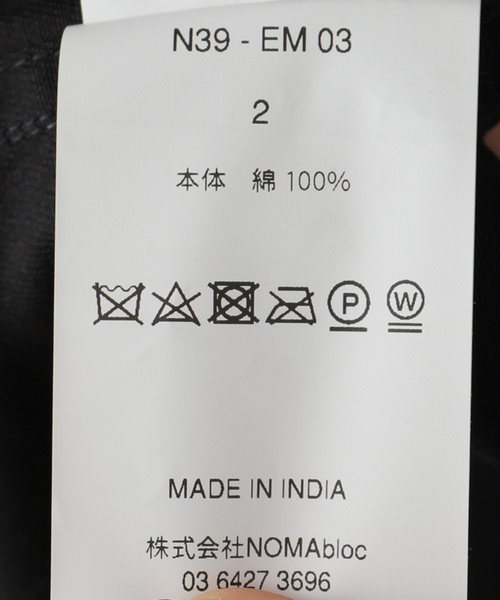 N39 - EM 03
2
本体 綿 100%
P W
MADE IN INDIA
株式会社NOMAbloc
03 6427 3696